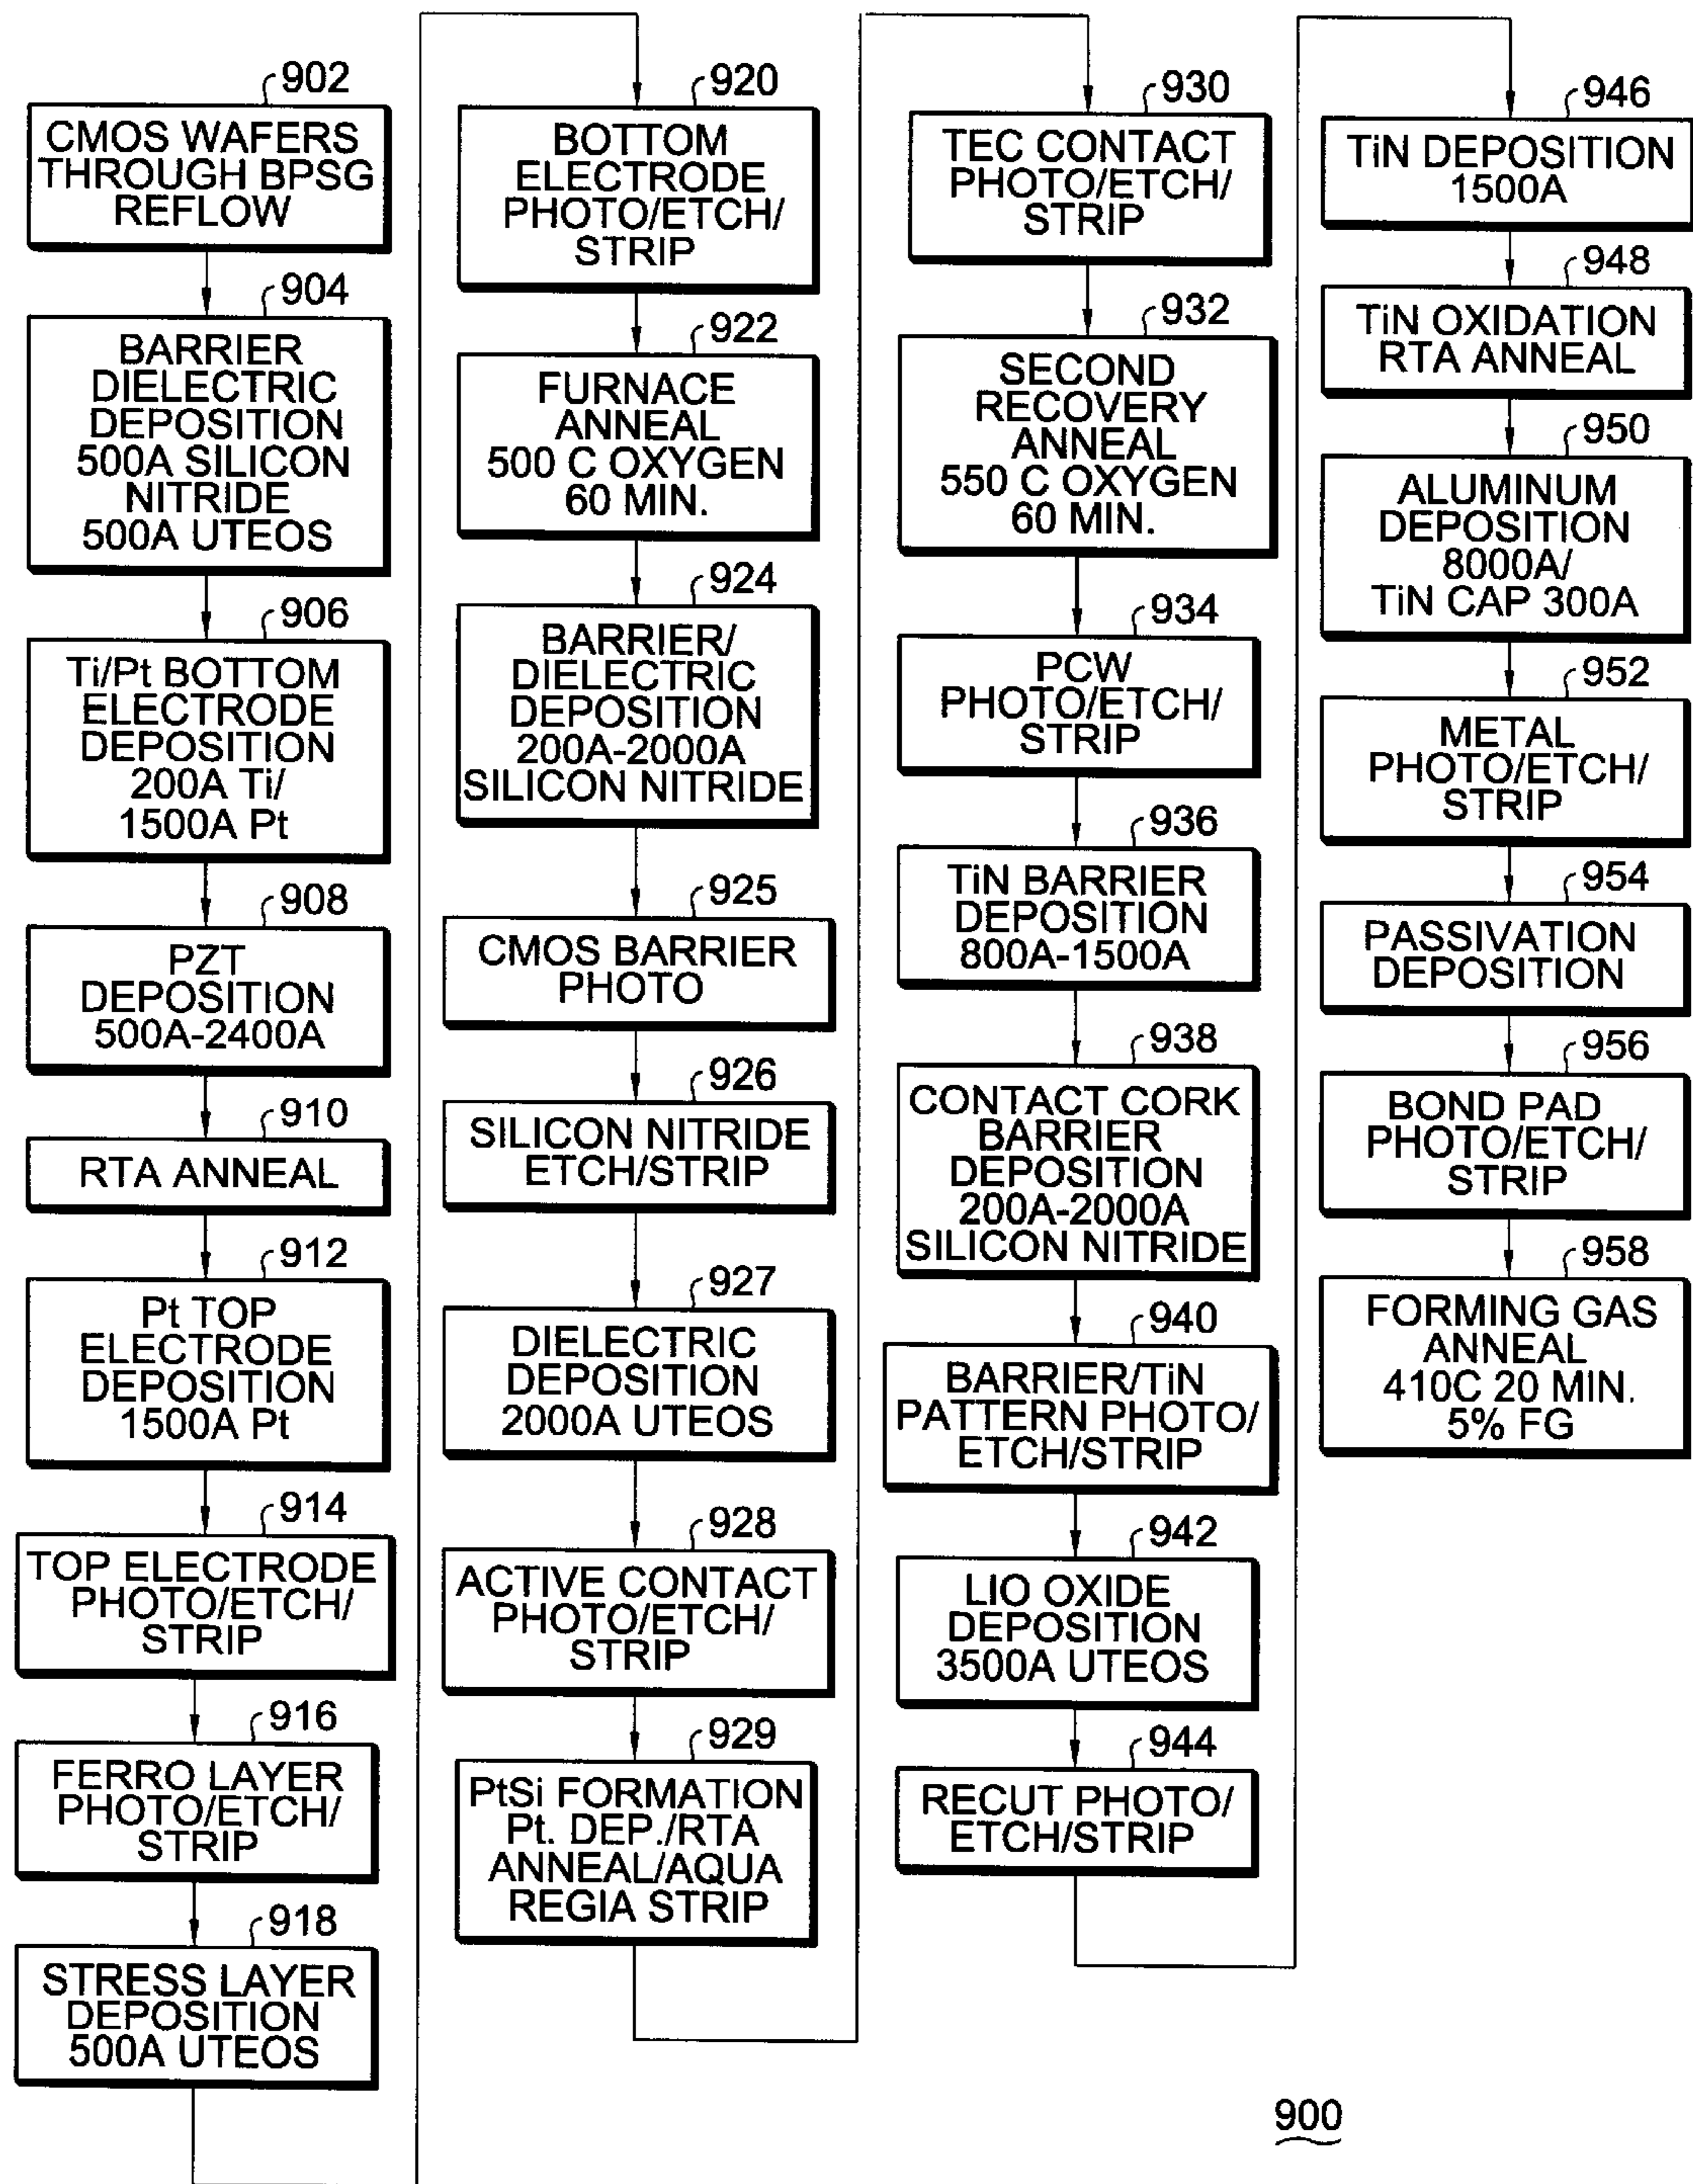 902
CMOS WAFERS
THROUGH BPSG
REFLOW
904
BARRIER
DIELECTRIC
DEPOSITION
500A SILICON
NITRIDE
500A UTEOS
906
Ti/Pt BOTTOM
ELECTRODE
DEPOSITION
200A Ti/
1500A Pt
908
PZT
DEPOSITION
500A-2400A
910
RTA ANNEAL
912
Pt TOP
ELECTRODE
DEPOSITION
1500A Pt
914
TOP ELECTRODE
PHOTO/ETCH/
STRIP
916
FERRO LAYER
PHOTO/ETCH/
STRIP
918
STRESS LAYER
DEPOSITION
500A UTEOS
920
BOTTOM
ELECTRODE
PHOTO/ETCH/
STRIP
922
FURNACE
ANNEAL
500 C OXYGEN
60 MIN.
924
BARRIER/
DIELECTRIC
DEPOSITION
200A-2000A
SILICON NITRIDE
925
CMOS BARRIER
PHOTO
926
SILICON NITRIDE
ETCH/STRIP
927
DIELECTRIC
DEPOSITION
2000A UTEOS
928
ACTIVE CONTACT
PHOTO/ETCH/
STRIP
929
PtSi FORMATION
Pt. DEP./RTA
ANNEAL/AQUA
REGIA STRIP
930
TEC CONTACT
PHOTO/ETCH/
STRIP
932
SECOND
RECOVERY
ANNEAL
550 C OXYGEN
60 MIN.
934
PCW
PHOTO/ETCH/
STRIP
936
TiN BARRIER
DEPOSITION
800A-1500A
938
CONTACT CORK
BARRIER
DEPOSITION
200A-2000A
SILICON NITRIDE
940
BARRIER/TiN
PATTERN PHOTO/
ETCH/STRIP
942
LIO OXIDE
DEPOSITION
3500A UTEOS
944
RECUT PHOTO/
ETCH/STRIP
946
TiN DEPOSITION
1500A
948
TiN OXIDATION
RTA ANNEAL
950
ALUMINUM
DEPOSITION
8000A/
TiN CAP 300A
952
METAL
PHOTO/ETCH/
STRIP
954
PASSIVATION
DEPOSITION
956
BOND PAD
PHOTO/ETCH/
STRIP
958
FORMING GAS
ANNEAL
410C 20 MIN.
5% FG
900